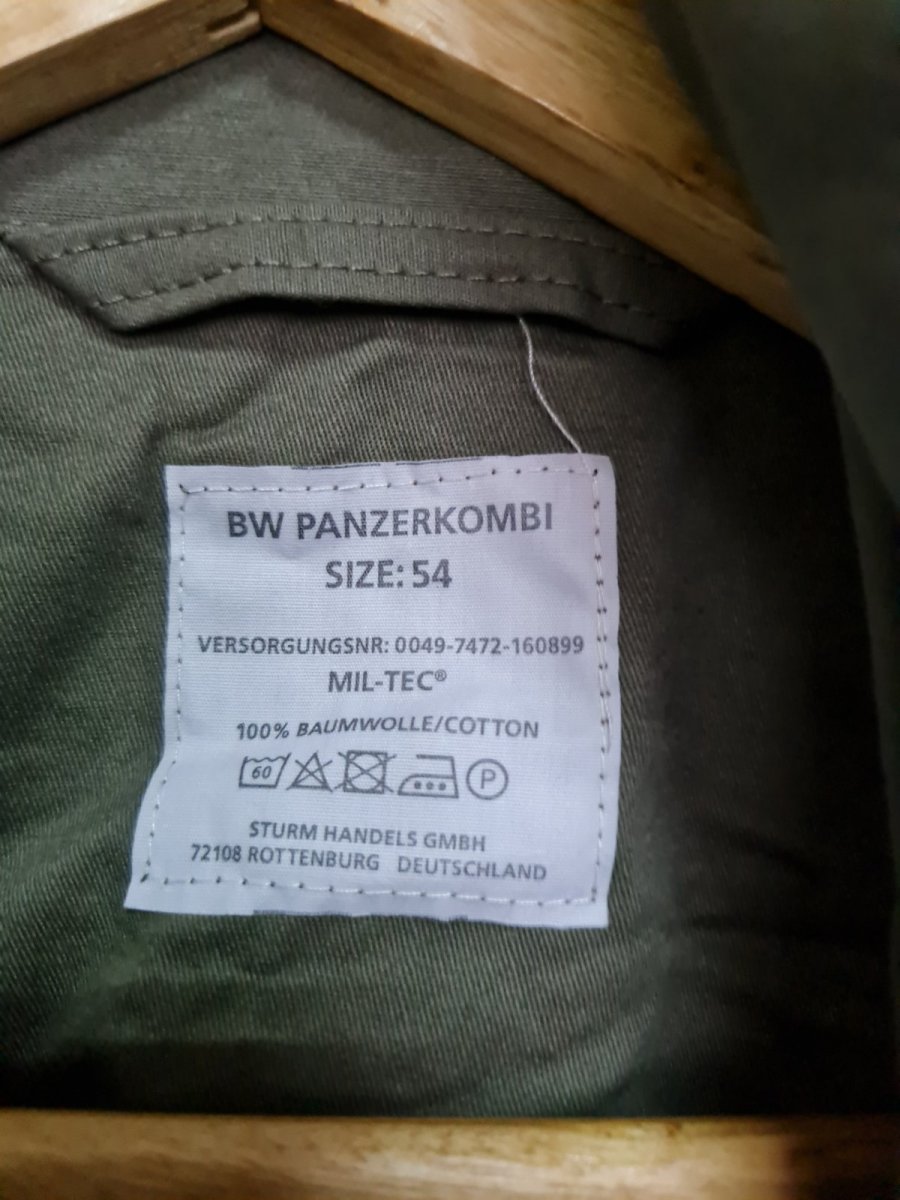 BW PANZERKOMBI
SIZE: 54
VERSORGUNGSNR: 0049-7472-160899
MIL-TEC®
100% BAUMWOLLE/COTTON
60 P
STURM HANDELS GMBH
72108 ROTTENBURG DEUTSCHLAND